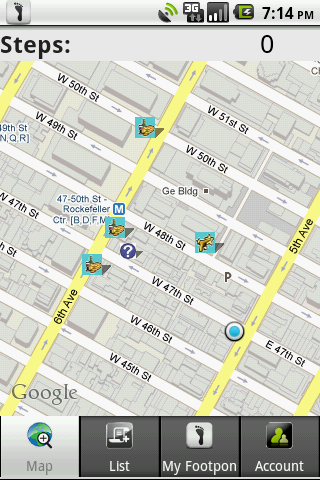 3G
7:14 PM
Steps: 0
W 50th St
W 51st St
W 49th St
49th St
N,Q,R]
W 50th St
W 49th St
47-50th St -
Rockefeller
Ctr. [B,D,F,M]
M
Ge Bldg
W 47th St
W 48th St
5th Ave
?
P
W 47th St
6th Ave
W 46th St
E 47th St
W 45th St
Google
Map
List
My Footpon
Account